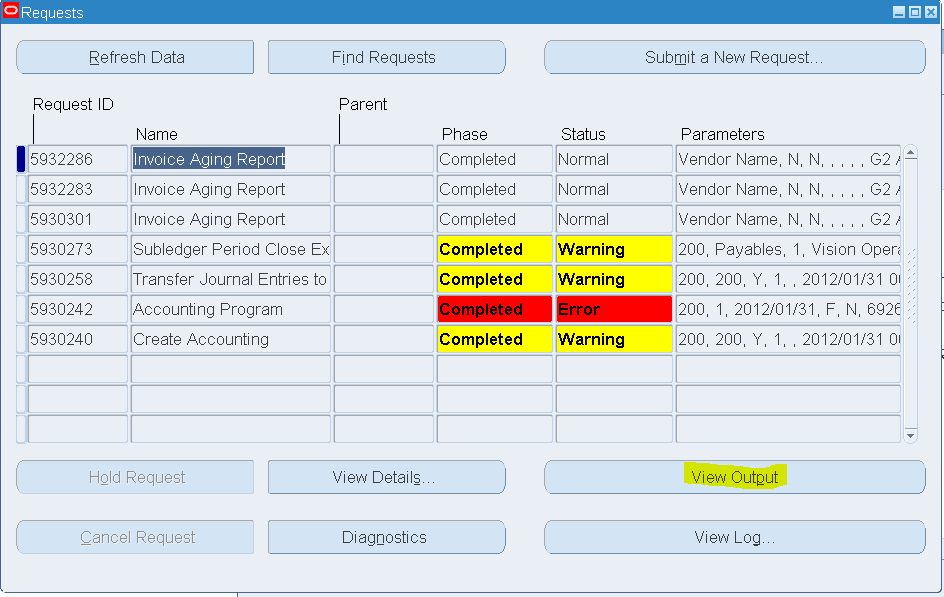 Requests
Refresh Data Find Requests Submit a New Request...
Request ID Parent
Name Phase Status Parameters
5932286 Invoice Aging Report Completed Normal Vendor Name, N, N, , , , , G2 A
5932283 Invoice Aging Report Completed Normal Vendor Name, N, N, , , , , G2 A
5930301 Invoice Aging Report Completed Normal Vendor Name, N, N, , , , , G2 A
5930273 Subledger Period Close Ex Completed Warning 200, Payables, 1, Vision Opera
5930258 Transfer Journal Entries to Completed Warning 200, 200, Y, 1, , 2012/01/31 00
5930242 Accounting Program Completed Error 200, 1, 2012/01/31, F, N, 6926
5930240 Create Accounting Completed Warning 200, 200, Y, 1, , 2012/01/31 00
Hold Request View Details... View Output
Cancel Request Diagnostics View Log...